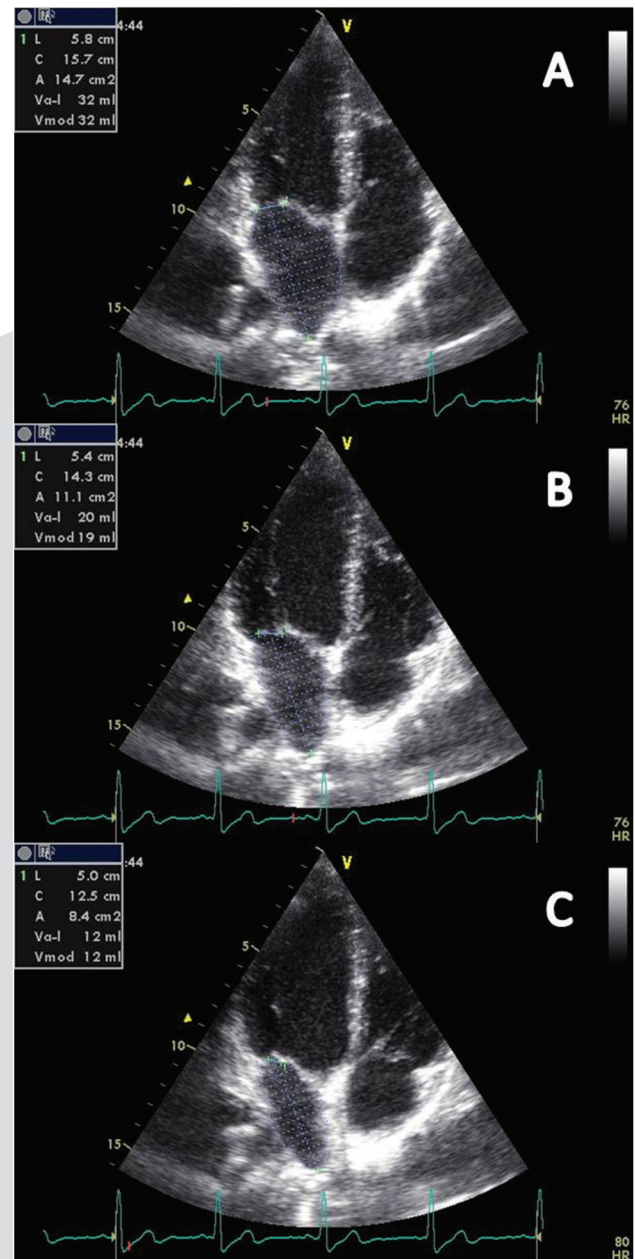 4:44
V
A
1 L 5.8 cm
C 15.7 cm
A 14.7 cm2
Va-l 32 ml
Vmod 32 ml
5
10
15
76
HR
4:44
V
B
1 L 5.4 cm
C 14.3 cm
A 11.1 cm2
Va-l 20 ml
Vmod 19 ml
5
10
15
76
HR
:44
V
C
1 L 5.0 cm
C 12.5 cm
A 8.4 cm2
Va-l 12 ml
Vmod 12 ml
5
10
15
80
HR